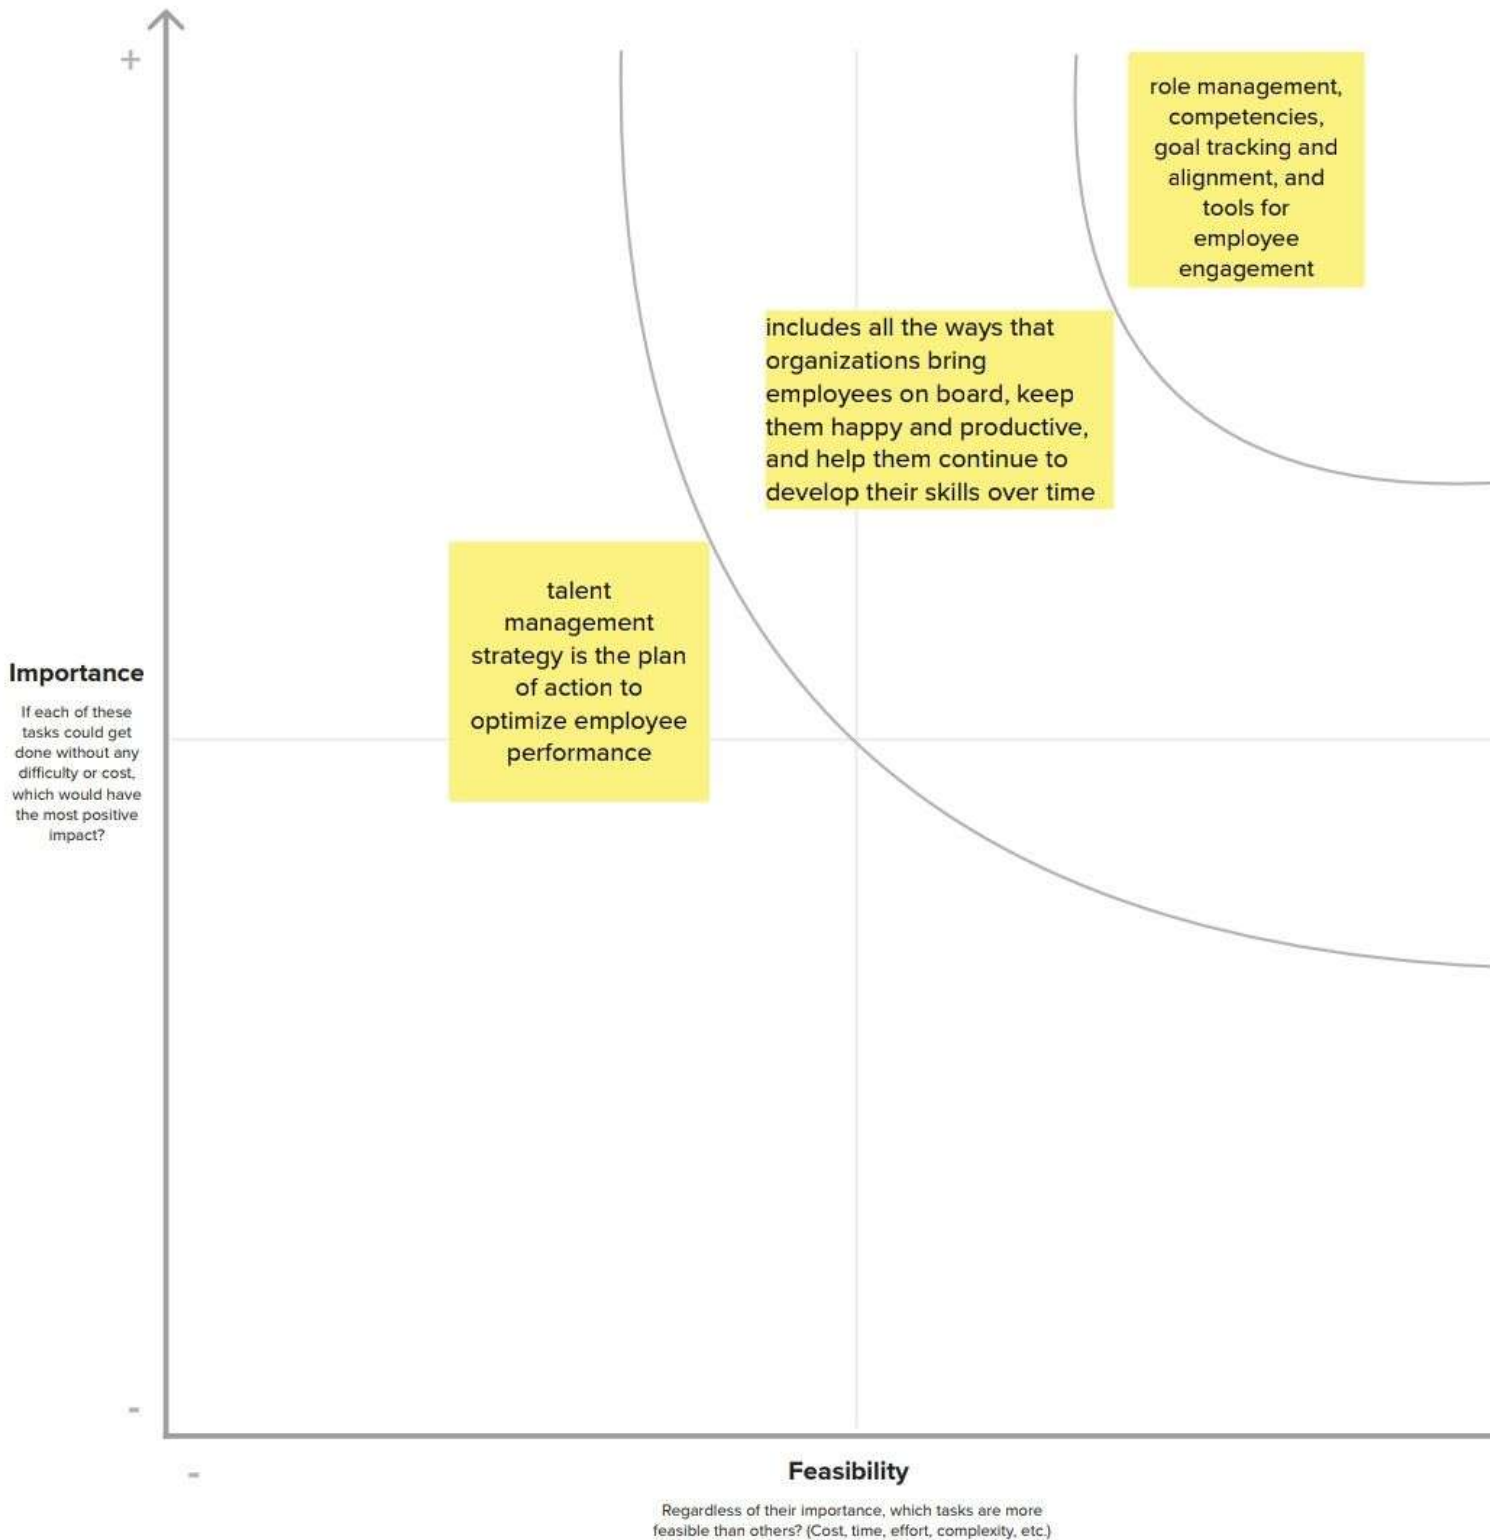 +
role management,
competencies,
goal tracking and
alignment, and
tools for
employee
engagement
includes all the ways that
organizations bring
employees on board, keep
them happy and productive,
and help them continue to
develop their skills over time
talent
management
strategy is the plan
of action to
optimize employee
performance
Importance
If each of these
tasks could get
done without any
difficulty or cost,
which would have
the most positive
impact?
-
-
Feasibility
Regardless of their importance, which tasks are more
feasible than others? (Cost, time, effort, complexity, etc.)